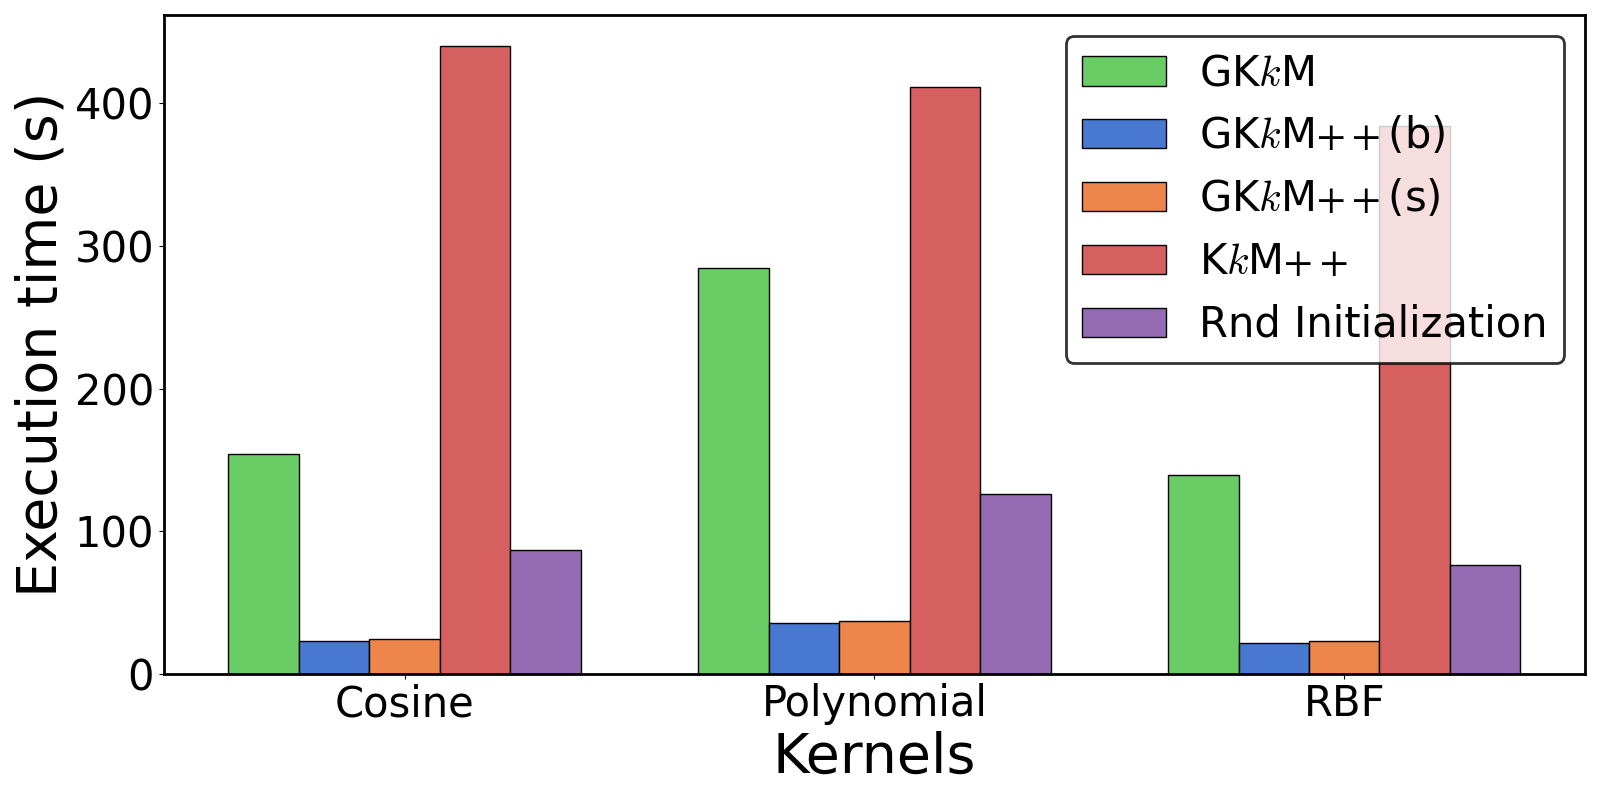 Execution time (s)
400
300
200
100
0
GKkM
GKkM++(b)
GKkM++(s)
KkM++
Rnd Initialization
Cosine
Polynomial
RBF
Kernels